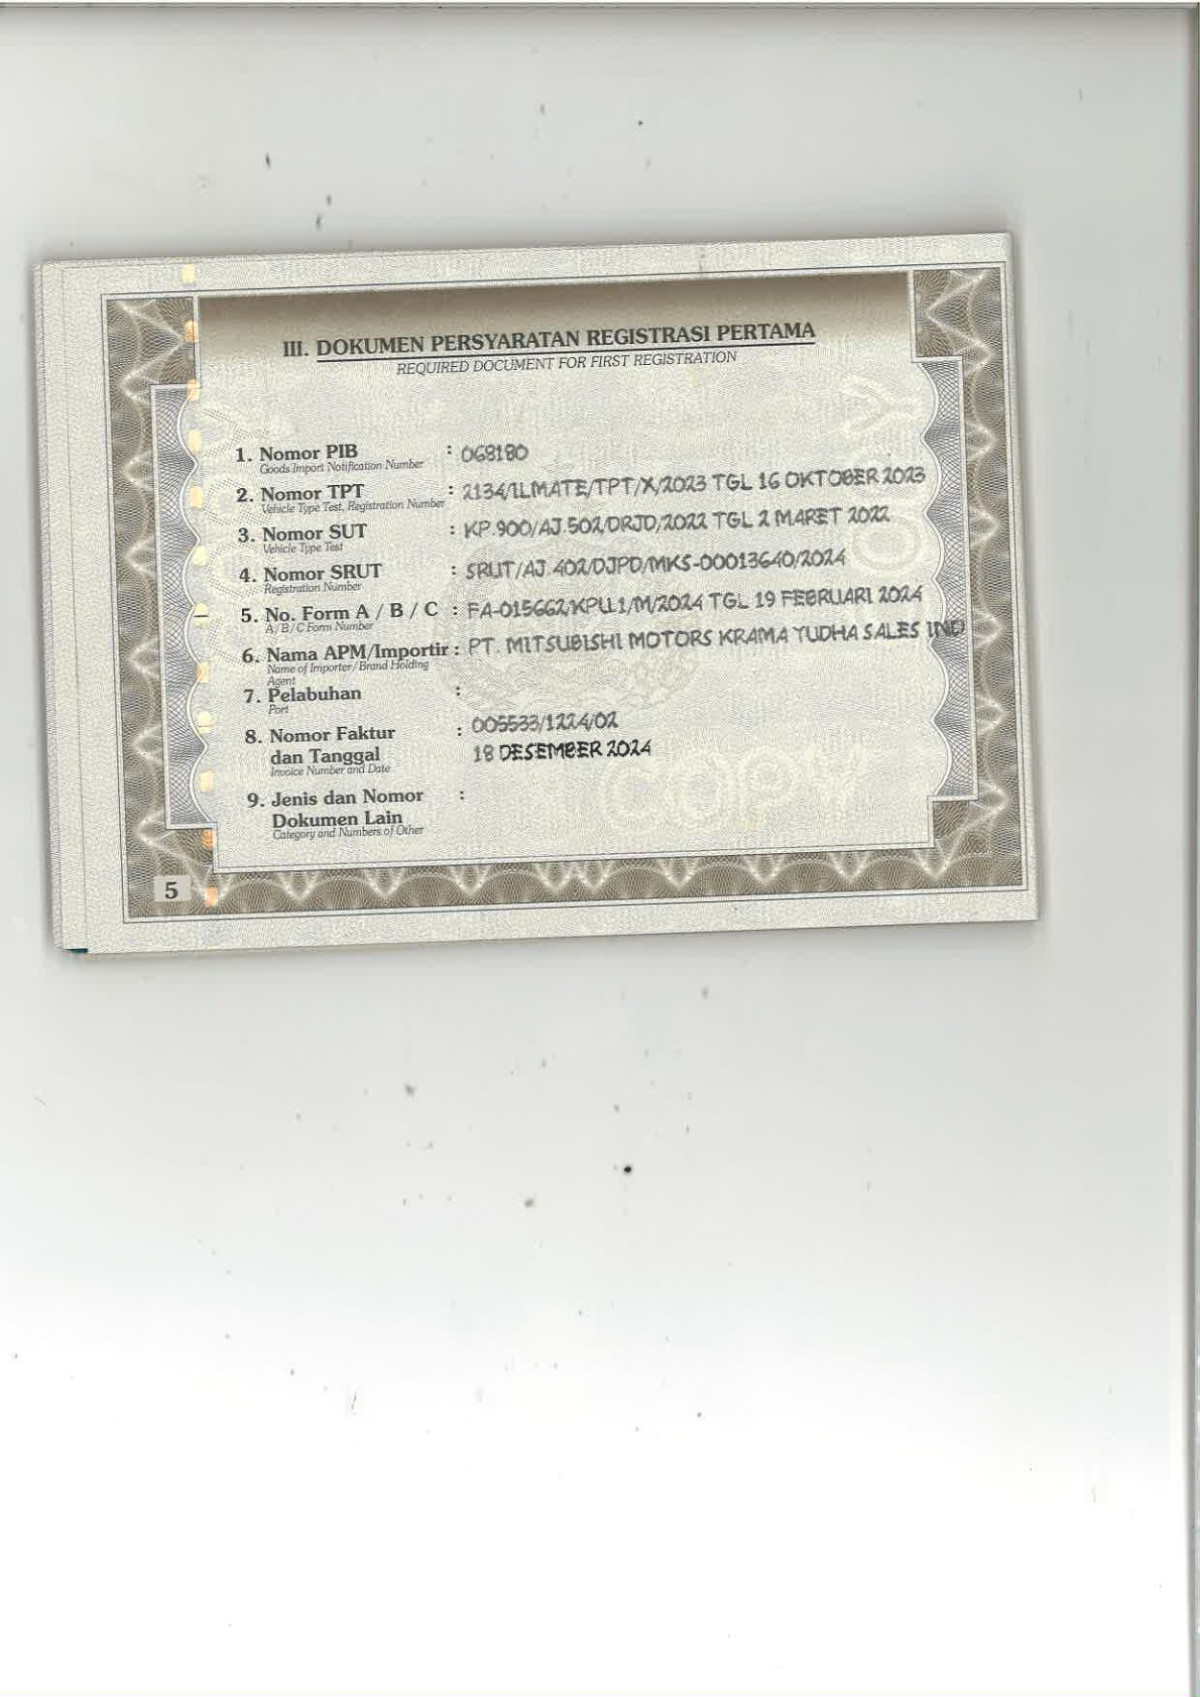 III. DOKUMEN PERSYARATAN REGISTRASI PERTAMA
REQUIRED DOCUMENT FOR FIRST REGISTRATION
1. Nomor PIB : 068180
Goods Import Notification Number
2. Nomor TPT : 2134/ILMATE/TPT/X/2023 TGL 16 OKTOBER 2023
Vehicle Type Test, Registration Number
3. Nomor SUT : KP.900/AJ.502/DRJD/2022 TGL 2 MARET 2022
Vehicle Type Test
4. Nomor SRUT : SRUT/AJ.402/DJPD/MKS-00013640/2024
Registration Number
5. No. Form A / B / C : FA-015662/KPU.1/M/2024 TGL 19 FEBRUARI 2024
A/B/C Form Number
6. Nama APM/Importir : PT. MITSUBISHI MOTORS KRAMA YUDHA SALES IND
Name of Importer/Brand Holding
Agent
7. Pelabuhan :
Port
8. Nomor Faktur : 005533/1224/02
dan Tanggal 18 DESEMBER 2024
Invoice Number and Date
9. Jenis dan Nomor :
Dokumen Lain
Category and Numbers of Other
COPY
5